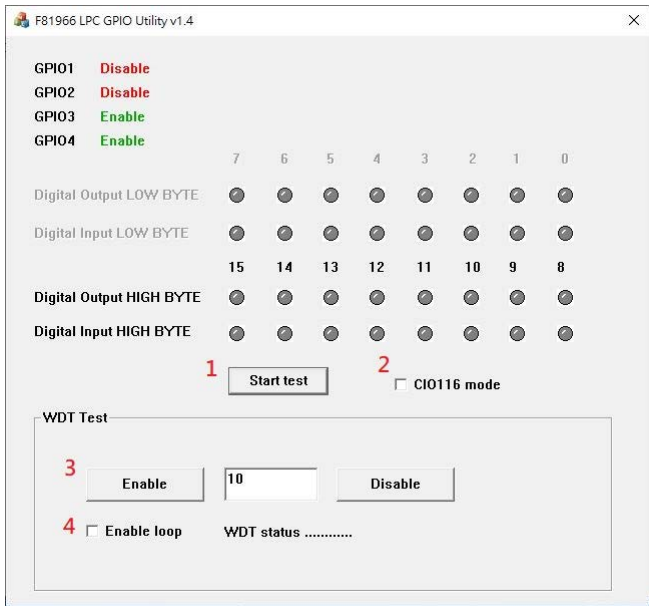 F81966 LPC GPIO Utility v1.4
GPIO1 Disable
GPIO2 Disable
GPIO3 Enable
GPIO4 Enable
7 6 5 4 3 2 1 0
Digital Output LOW BYTE
Digital Input LOW BYTE
15 14 13 12 11 10 9 8
Digital Output HIGH BYTE
Digital Input HIGH BYTE
1 Start test 2 CIO116 mode
WDT Test
3 Enable 10 Disable
4 Enable loop WDT status ............